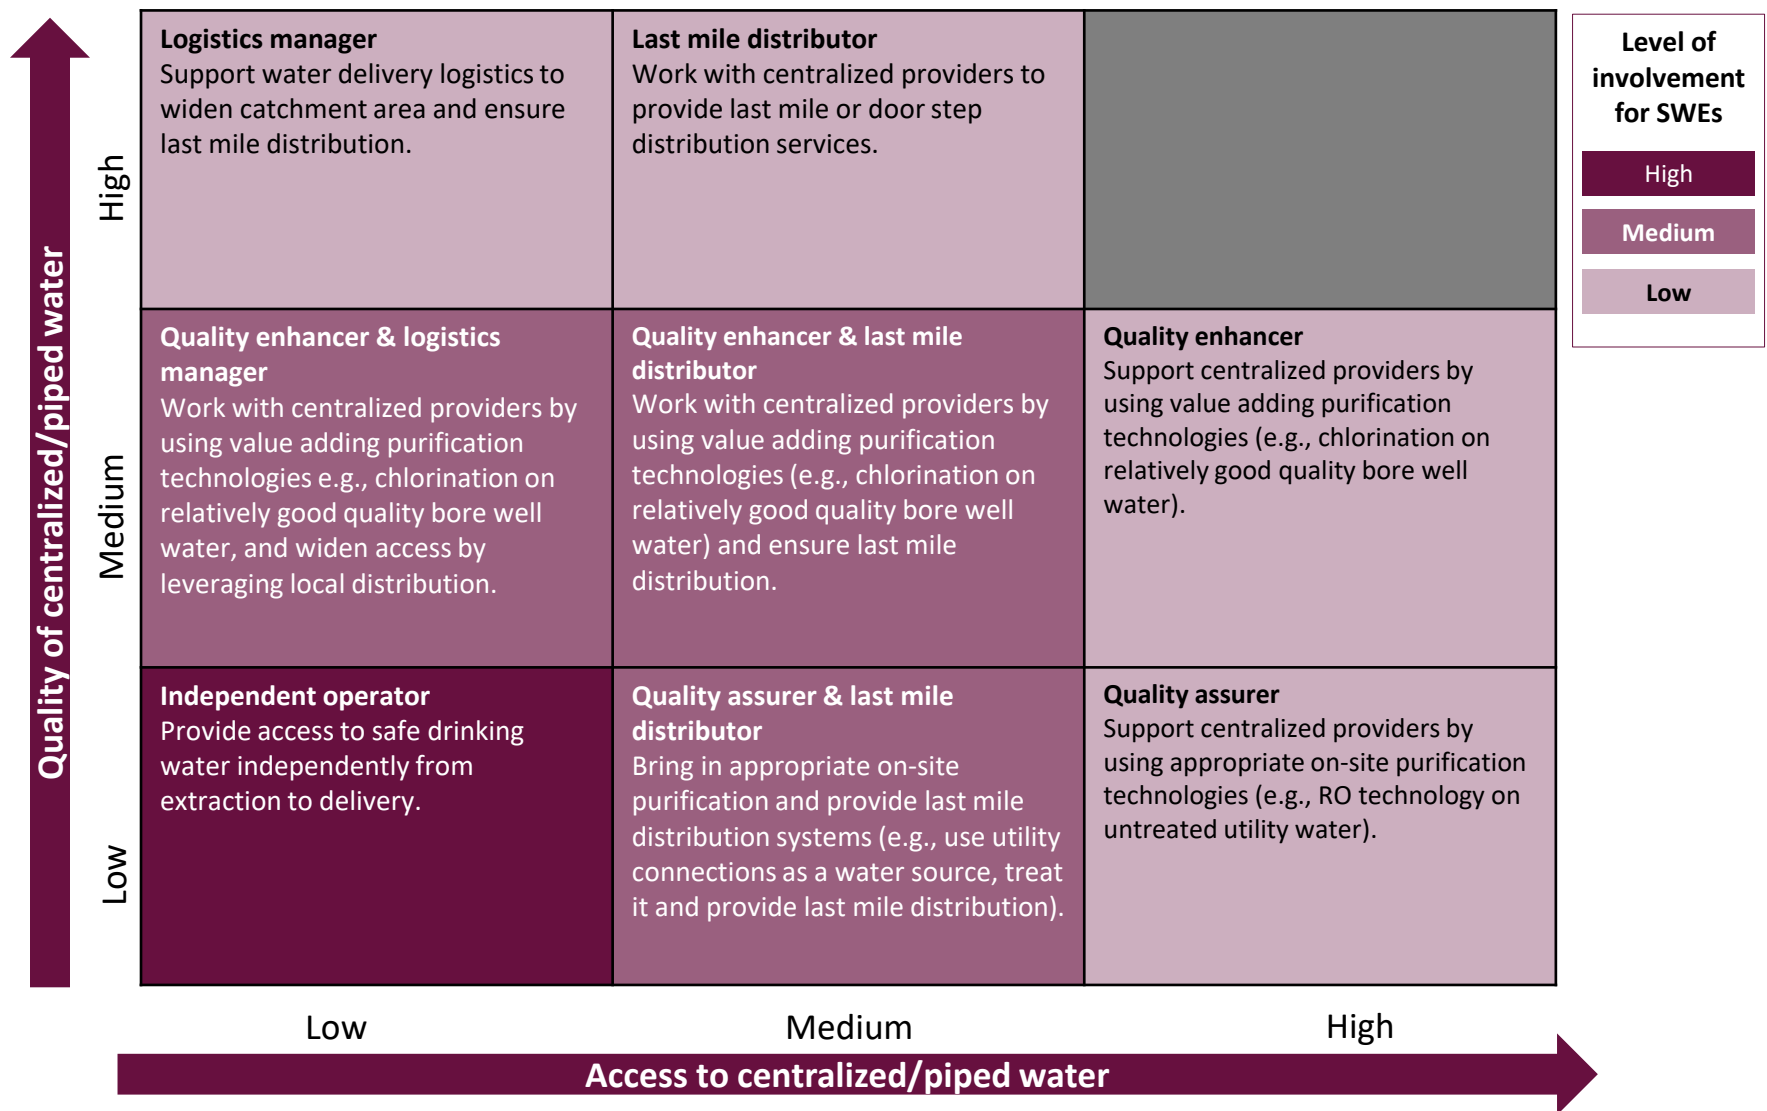 Quality of centralized/piped water
High
Medium
Low
Logistics manager
Support water delivery logistics to
widen catchment area and ensure
last mile distribution.
Last mile distributor
Work with centralized providers to
provide last mile or door step
distribution services.
Quality enhancer & logistics
manager
Work with centralized providers by
using value adding purification
technologies e.g., chlorination on
relatively good quality bore well
water, and widen access by
leveraging local distribution.
Quality enhancer & last mile
distributor
Work with centralized providers by
using value adding purification
technologies (e.g., chlorination on
relatively good quality bore well
water) and ensure last mile
distribution.
Quality enhancer
Support centralized providers by
using value adding purification
technologies (e.g., chlorination on
relatively good quality bore well
water).
Independent operator
Provide access to safe drinking
water independently from
extraction to delivery.
Quality assurer & last mile
distributor
Bring in appropriate on-site
purification and provide last mile
distribution systems (e.g., use utility
connections as a water source, treat
it and provide last mile distribution).
Quality assurer
Support centralized providers by
using appropriate on-site purification
technologies (e.g., RO technology on
untreated utility water).
Low
Medium
High
Access to centralized/piped water
Level of
involvement
for SWEs
High
Medium
Low